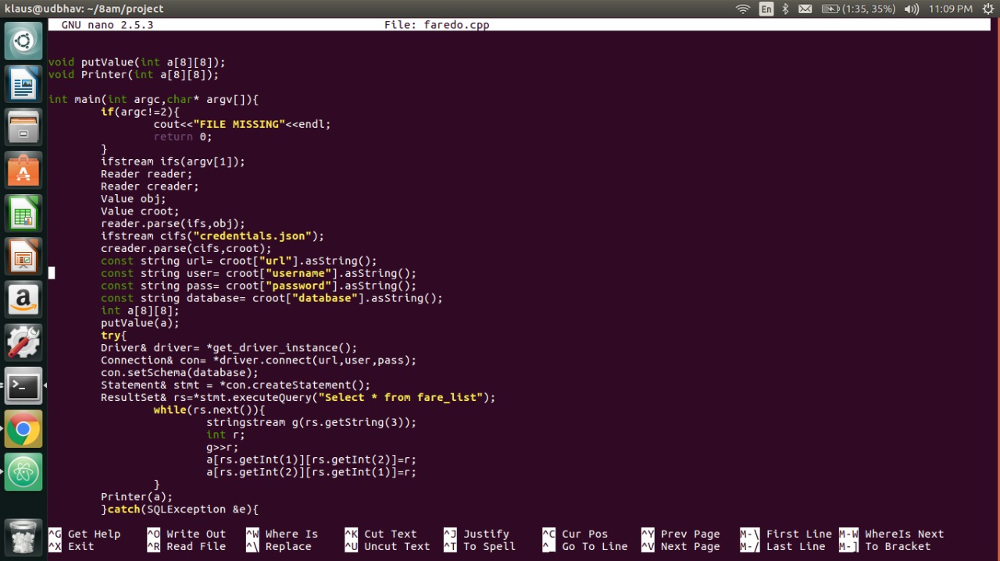 klaus@udbhav: ~/8am/project En (1:35, 35%) 11:09 PM
GNU nano 2.5.3 File: faredo.cpp
void putValue(int a[8][8]);
void Printer(int a[8][8]);
int main(int argc,char* argv[]){
if(argc!=2){
cout<<"FILE MISSING"<<endl;
return 0;
}
ifstream ifs(argv[1]);
Reader reader;
Reader creader;
Value obj;
Value croot;
reader.parse(ifs,obj);
ifstream cifs("credentials.json");
creader.parse(cifs,croot);
const string url= croot["url"].asString();
const string user= croot["username"].asString();
const string pass= croot["password"].asString();
const string database= croot["database"].asString();
int a[8][8];
putValue(a);
try{
Driver& driver= *get_driver_instance();
Connection& con= *driver.connect(url,user,pass);
con.setSchema(database);
Statement& stmt = *con.createStatement();
ResultSet& rs=*stmt.executeQuery("Select * from fare_list");
while(rs.next()){
stringstream g(rs.getString(3));
int r;
g>>r;
a[rs.getInt(1)][rs.getInt(2)]=r;
a[rs.getInt(2)][rs.getInt(1)]=r;
}
Printer(a);
}catch(SQLException &e){
^G Get Help ^O Write Out ^W Where Is ^K Cut Text ^J Justify ^C Cur Pos ^Y Prev Page M-\ First Line M-W WhereIs Next
^X Exit ^R Read File ^\ Replace ^U Uncut Text ^T To Spell ^_ Go To Line ^V Next Page M-/ Last Line M-] To Bracket